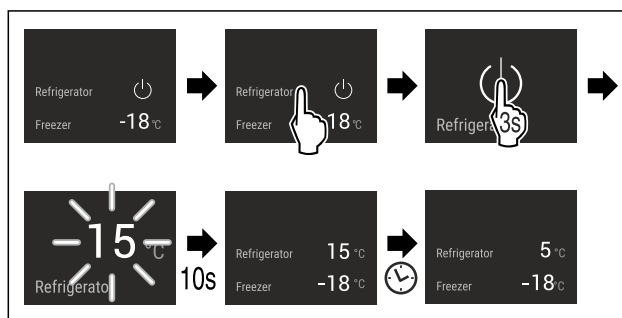 Refrigerator
Freezer -18 °C
Refrigerator
Freezer 18 °C
Refrigera
3s
15 °C
Refrigerato
10s
Refrigerator 15 °C
Freezer -18 °C
Refrigerator 5 °C
Freezer -18°C